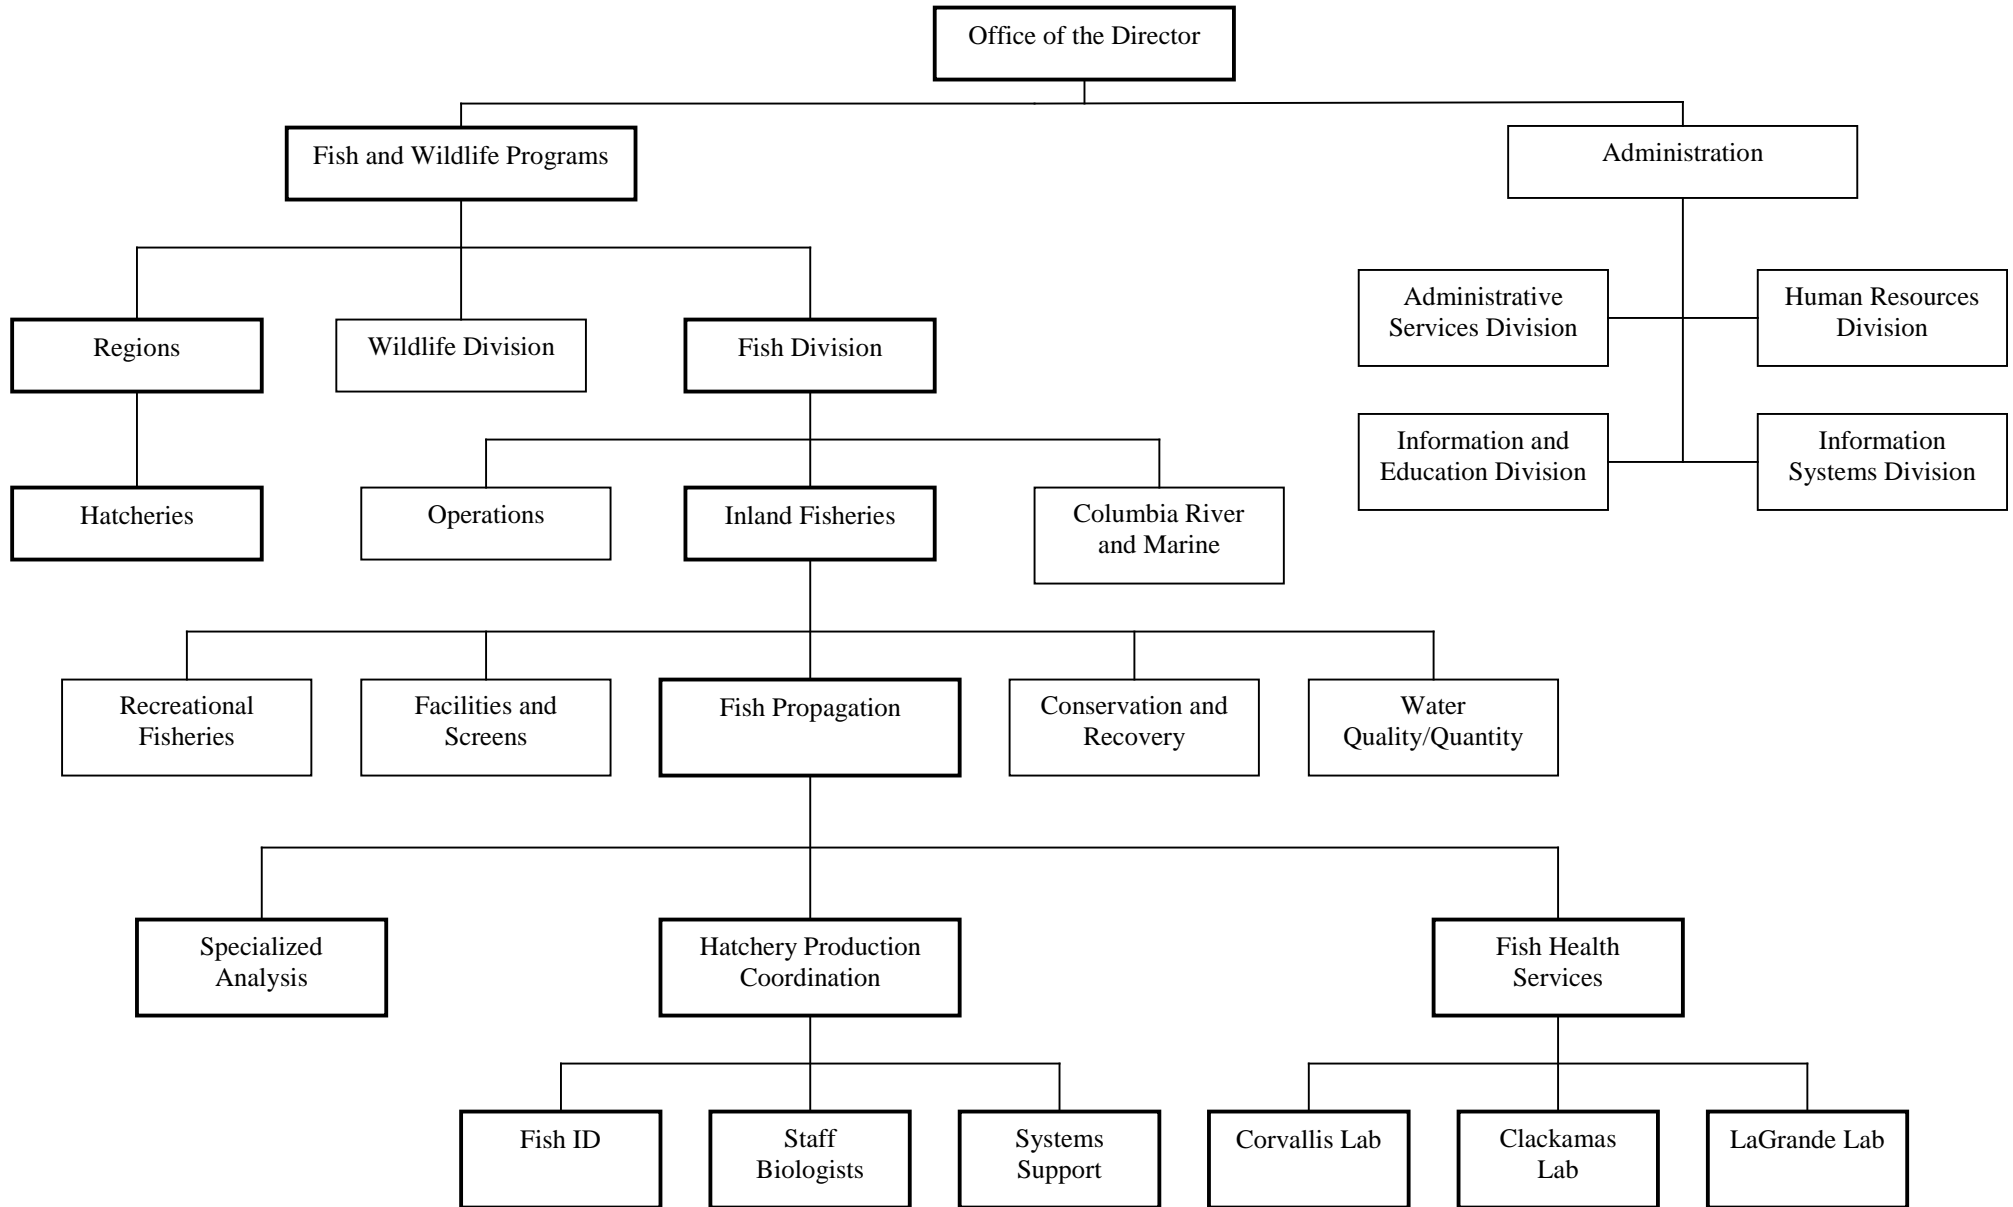 Office of the Director
Fish and Wildlife Programs
Administration
Administrative
Services Division
Human Resources
Division
Regions
Wildlife Division
Fish Division
Information and
Education Division
Information
Systems Division
Hatcheries
Operations
Inland Fisheries
Columbia River
and Marine
Recreational
Fisheries
Facilities and
Screens
Fish Propagation
Conservation and
Recovery
Water
Quality/Quantity
Specialized
Analysis
Hatchery Production
Coordination
Fish Health
Services
Fish ID
Staff
Biologists
Systems
Support
Corvallis Lab
Clackamas
Lab
LaGrande Lab